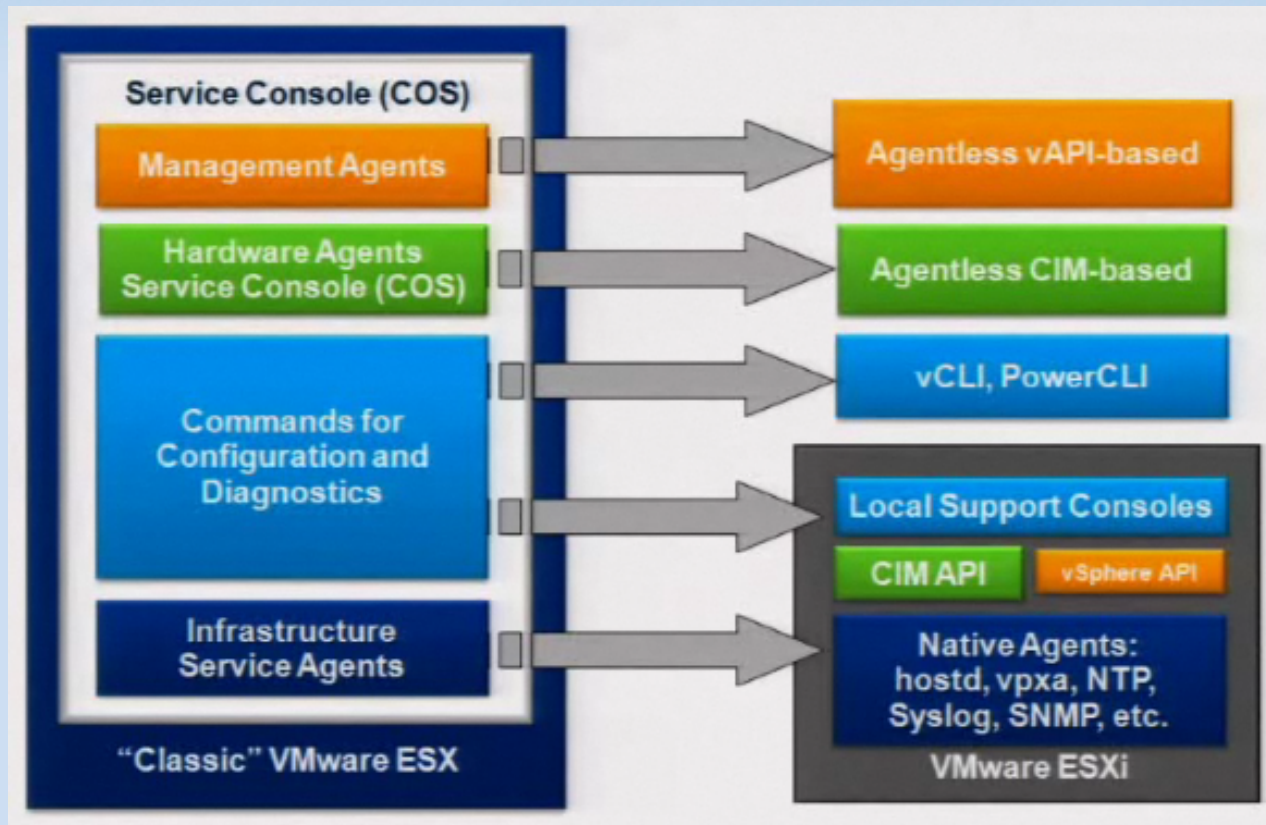 Service Console (COS)
Management Agents
Agentless vAPI-based
Hardware Agents
Service Console (COS)
Agentless CIM-based
Commands for
Configuration and
Diagnostics
vCLI, PowerCLI
Local Support Consoles
CIM API
vSphere API
Infrastructure
Service Agents
Native Agents:
hostd, vpxa, NTP,
Syslog, SNMP, etc.
“Classic” VMware ESX
VMware ESXi